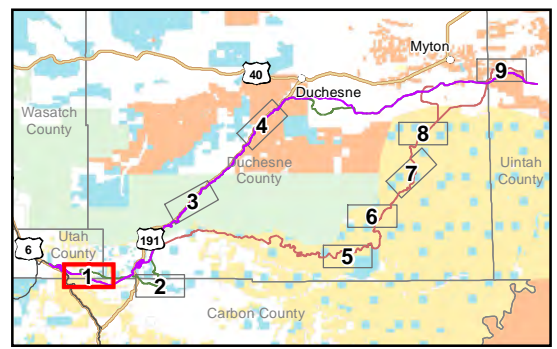 Myton
9
40
Duchesne
Wasatch
County
4
8
Duchesne
County
7
Uintah
County
3
6
Utah
County
191
6
5
1
2
Carbon County